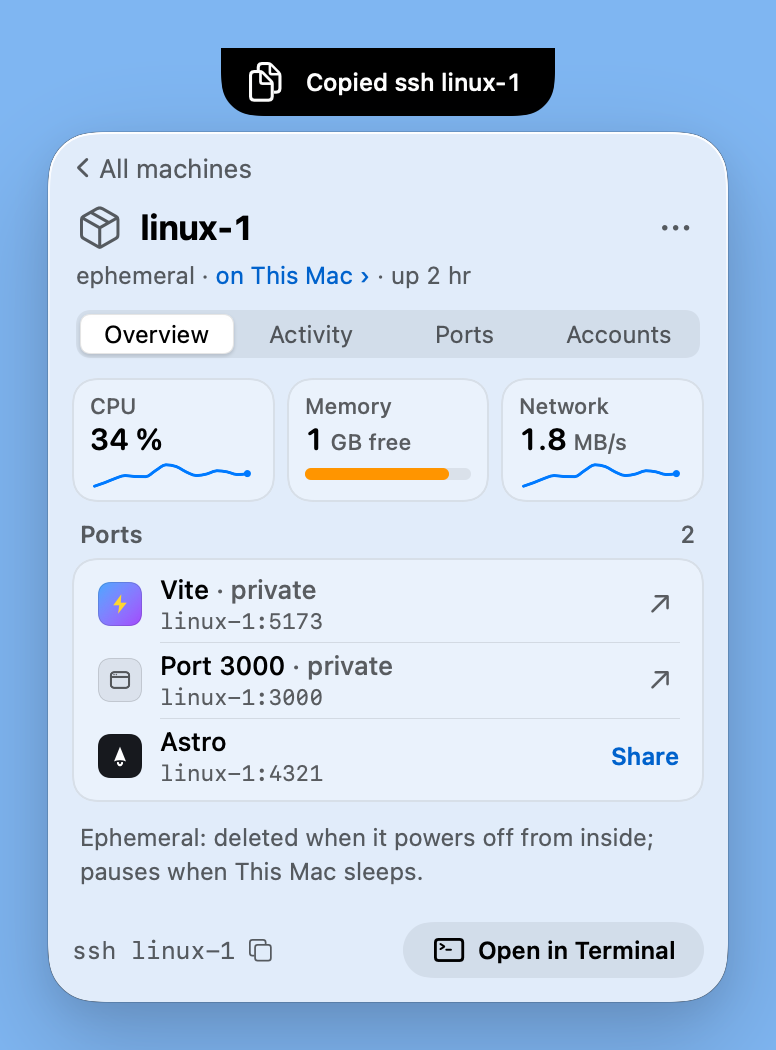 Copied ssh linux-1
All machines
linux-1
ephemeral · on This Mac › · up 2 hr
Overview Activity Ports Accounts
CPU Memory Network
34 % 1 GB free 1.8 MB/s
Ports 2
Vite · private
linux-1:5173
Port 3000 · private
linux-1:3000
Astro
linux-1:4321
Share
Ephemeral: deleted when it powers off from inside;
pauses when This Mac sleeps.
ssh linux-1 Open in Terminal